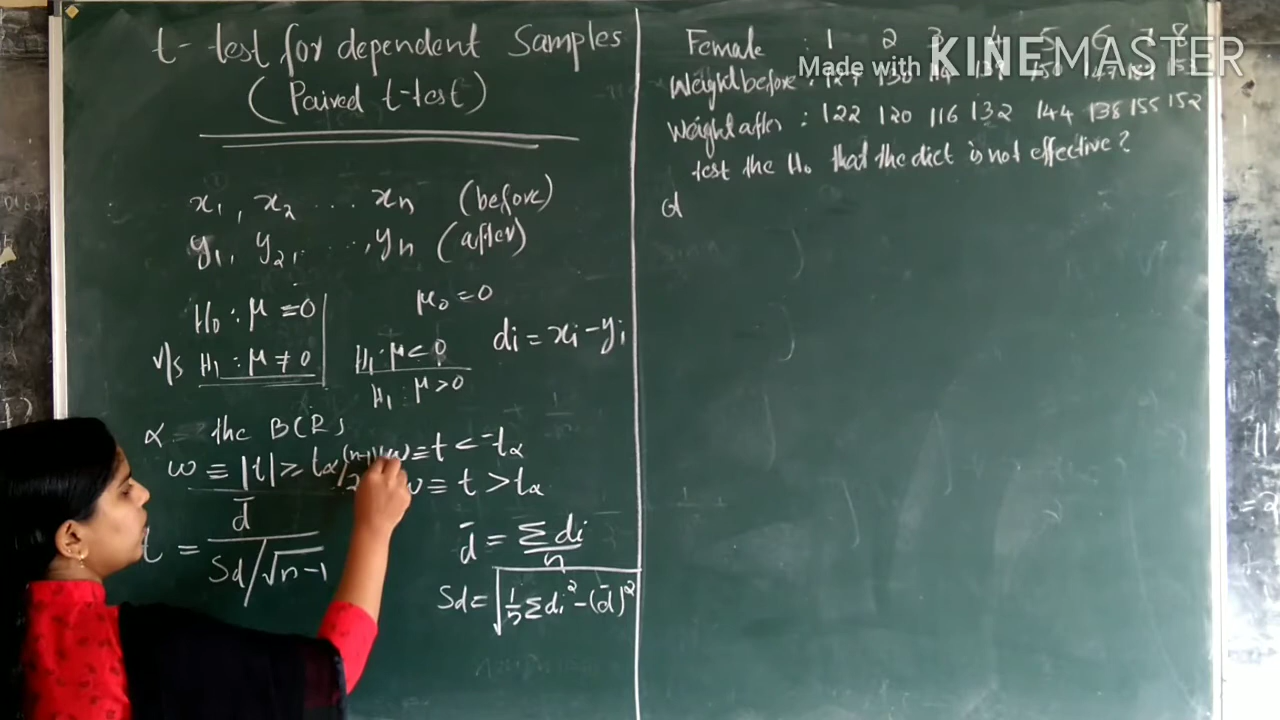 t- test for dependent Samples
(Paired t-test)
x₁, x₂ ... xn (before)
y₁, y₂, ..., yn (after)
H₀ : μ = 0
μ₀ = 0
v/s H₁ : μ ≠ 0
H₁ : μ < 0
H₁ : μ > 0
di = xi - yi
α the BCR's
ω ≡ |t| ≥ tα/2 (n-1)
ω ≡ t < -tα
ω ≡ t > tα
t = d̄ / Sd/√n-1
d̄ = Σdi / n
Sd = √ 1/n Σdi² - (d̄)²
Female : 1 2 3 4 5 6 7 8
Made with KINEMASTER
Weight before :
Weight after : 122 120 116 132 144 138 155 152
test the H₀ that the diet is not effective?
d